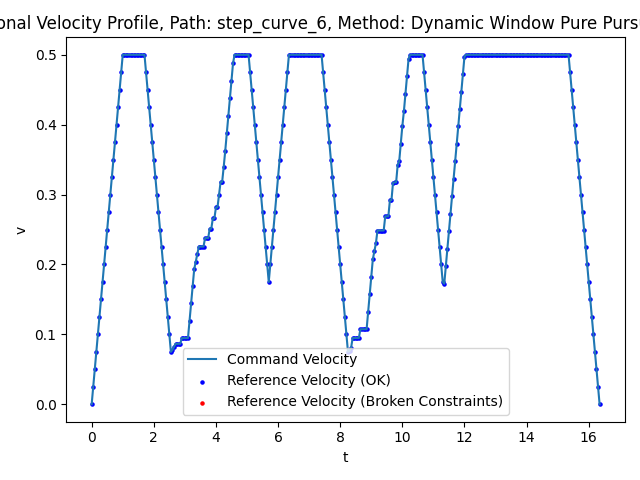 onal Velocity Profile, Path: step_curve_6, Method: Dynamic Window Pure Pursu
0.5
0.4
0.3
0.2
0.1
0.0
v
Command Velocity
Reference Velocity (OK)
Reference Velocity (Broken Constraints)
0 2 4 6 8 10 12 14 16
t